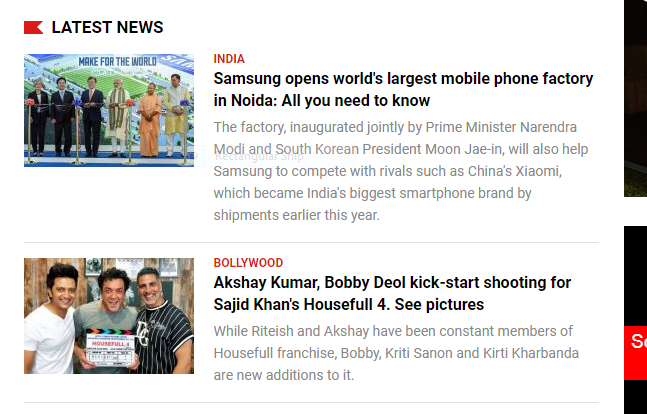 LATEST NEWS
MAKE FOR THE WORLD
INDIA
Samsung opens world's largest mobile phone factory
in Noida: All you need to know
The factory, inaugurated jointly by Prime Minister Narendra
Modi and South Korean President Moon Jae-in, will also help
Rectangular Snip
Samsung to compete with rivals such as China's Xiaomi,
which became India's biggest smartphone brand by
shipments earlier this year.
BOLLYWOOD
Akshay Kumar, Bobby Deol kick-start shooting for
Sajid Khan's Housefull 4. See pictures
HOUSEFULL 4
While Riteish and Akshay have been constant members of
Housefull franchise, Bobby, Kriti Sanon and Kirti Kharbanda
are new additions to it.